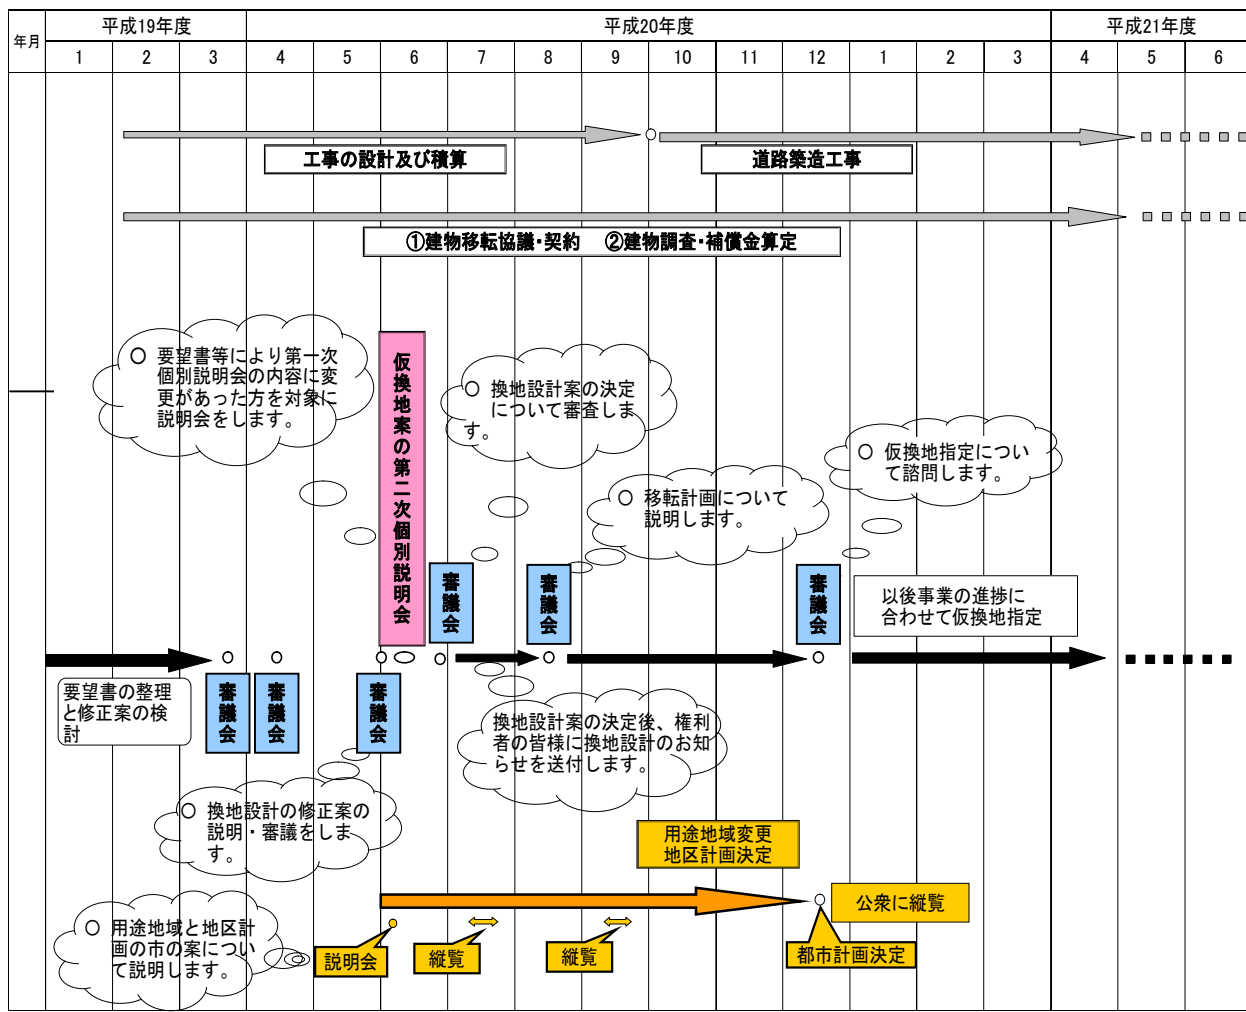 年月
平成19年度
平成20年度
平成21年度
1 2 3 4 5 6 7 8 9 10 11 12 1 2 3 4 5 6
工事の設計及び積算
道路築造工事
①建物移転協議・契約 ②建物調査・補償金算定
○ 要望書等により第一次
個別説明会の内容に変
更があった方を対象に
説明会をします。
仮換地案の第二次個別説明会
○ 換地設計案の決定
について審査しま
す。
○ 仮換地指定につい
て諮問します。
○ 移転計画について
説明します。
審議会
審議会
審議会
以後事業の進捗に
合わせて仮換地指定
要望書の整理
と修正案の検
討
審議会
審議会
審議会
換地設計案の決定後、権利
者の皆様に換地設計のお知
らせを送付します。
○ 換地設計の修正案の
説明・審議をしま
す。
用途地域変更
地区計画決定
公衆に縦覧
○ 用途地域と地区計
画の市の案につい
て説明します。
説明会
縦覧
縦覧
都市計画決定